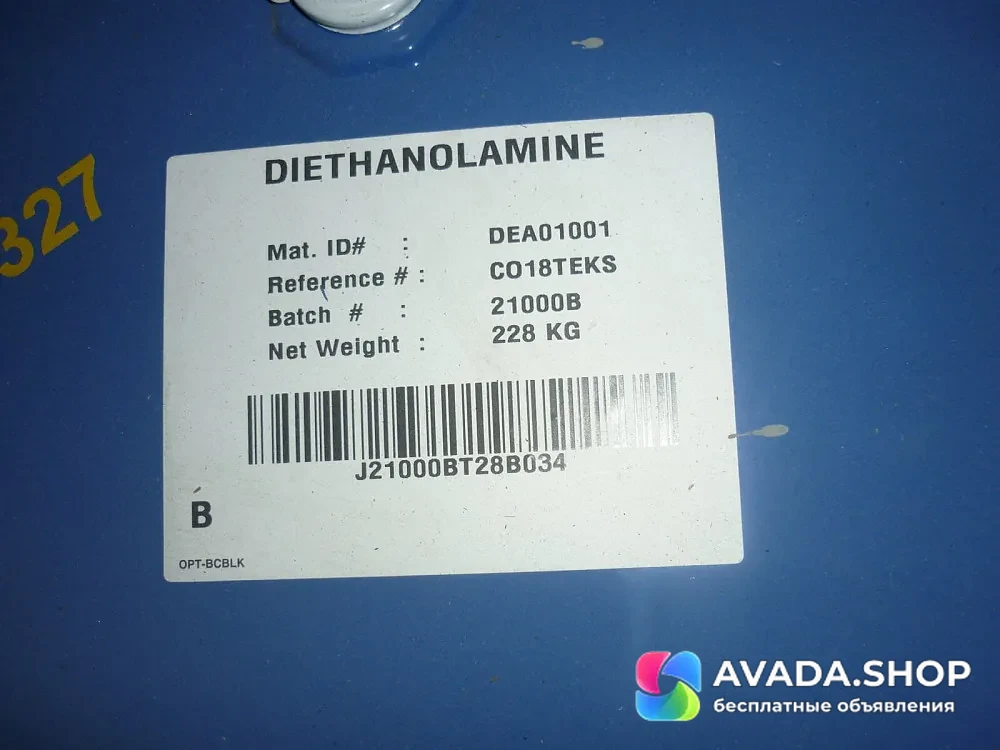 327
DIETHANOLAMINE
Mat. ID# : DEA01001
Reference # : CO18TEKS
Batch # : 21000B
Net Weight : 228 KG
J21000BT28B034
B
OPT-BCBLK
AVADA.SHOP
бесплатные объявления